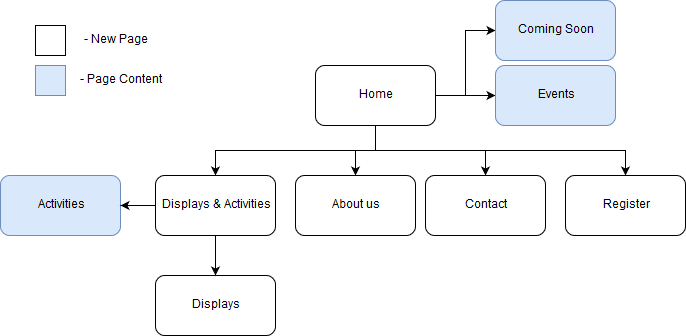 Coming Soon
- New Page
- Page Content
Home
Events
Activities
Displays & Activities
About us
Contact
Register
Displays